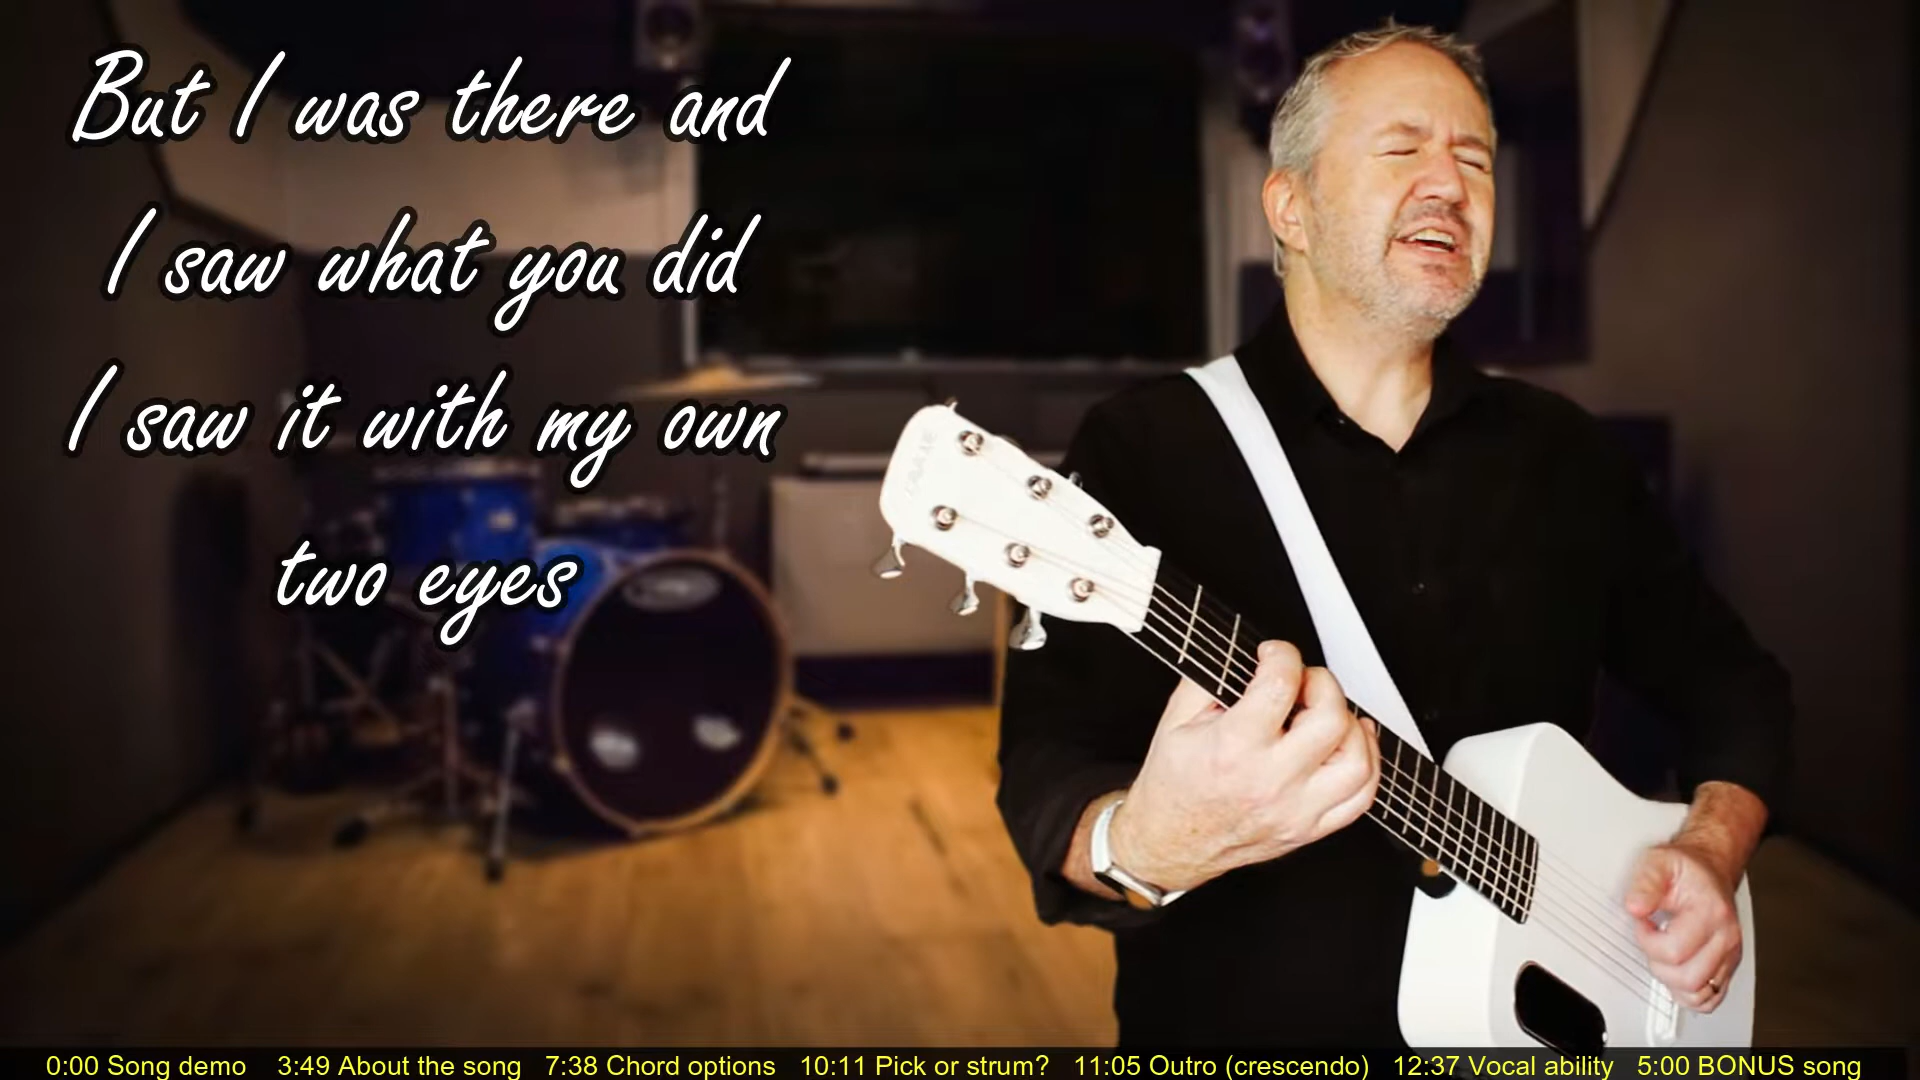 But I was there and
I saw what you did
I saw it with my own
two eyes
0:00 Song demo 3:49 About the song 7:38 Chord options 10:11 Pick or strum? 11:05 Outro (crescendo) 12:37 Vocal ability 5:00 BONUS song